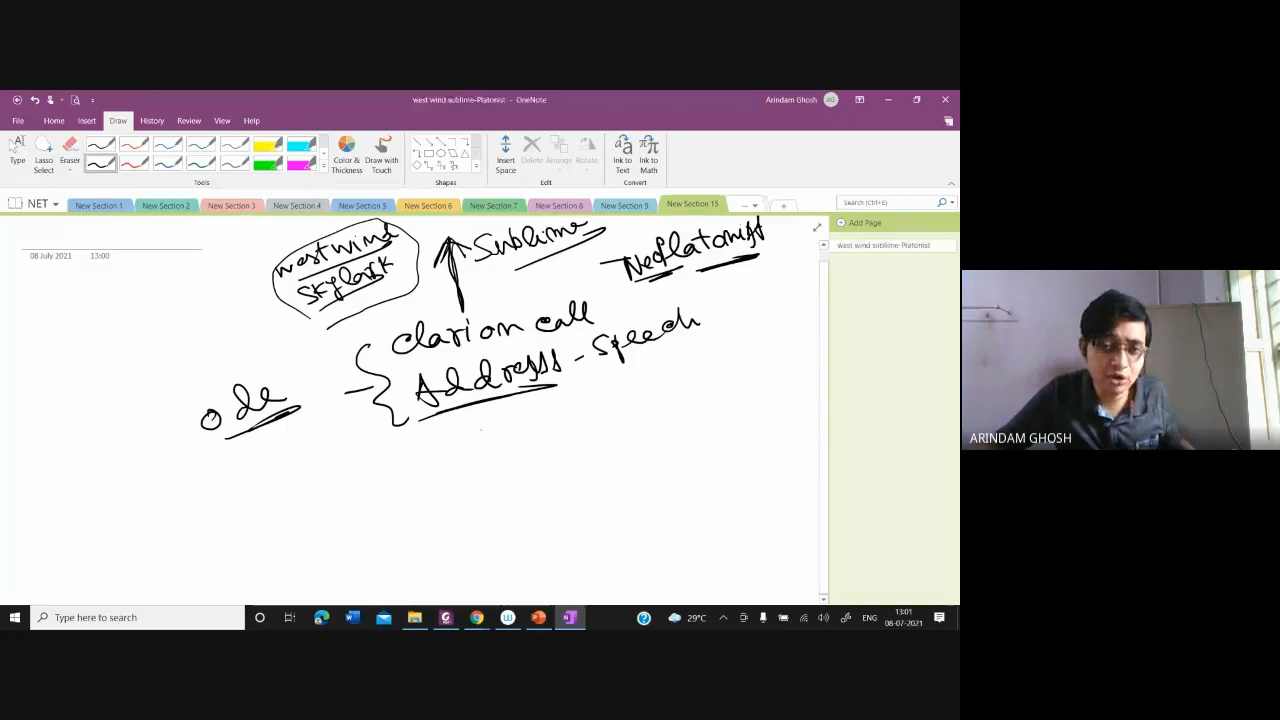 west wind sublime-Platonist - OneNote
Arindam Ghosh AG
File Home Insert Draw History Review View Help
Type
Lasso Select
Eraser
Color & Thickness
Draw with Touch
Insert Space
Delete
Arrange
Rotate
Ink to Text
Ink to Math
Tools
Shapes
Edit
Convert
NET
New Section 1 New Section 2 New Section 3 New Section 4 New Section 5 New Section 6 New Section 7 New Section 8 New Section 9 New Section 15
Search (Ctrl+E)
Add Page
west wind sublime-Platonist
08 July 2021 13:00
west wind
skylark
Sublime
Neoplatonist
clarion call
Address - Speech
ode
ARINDAM GHOSH
Type here to search
29°C
ENG
13:01
08-07-2021